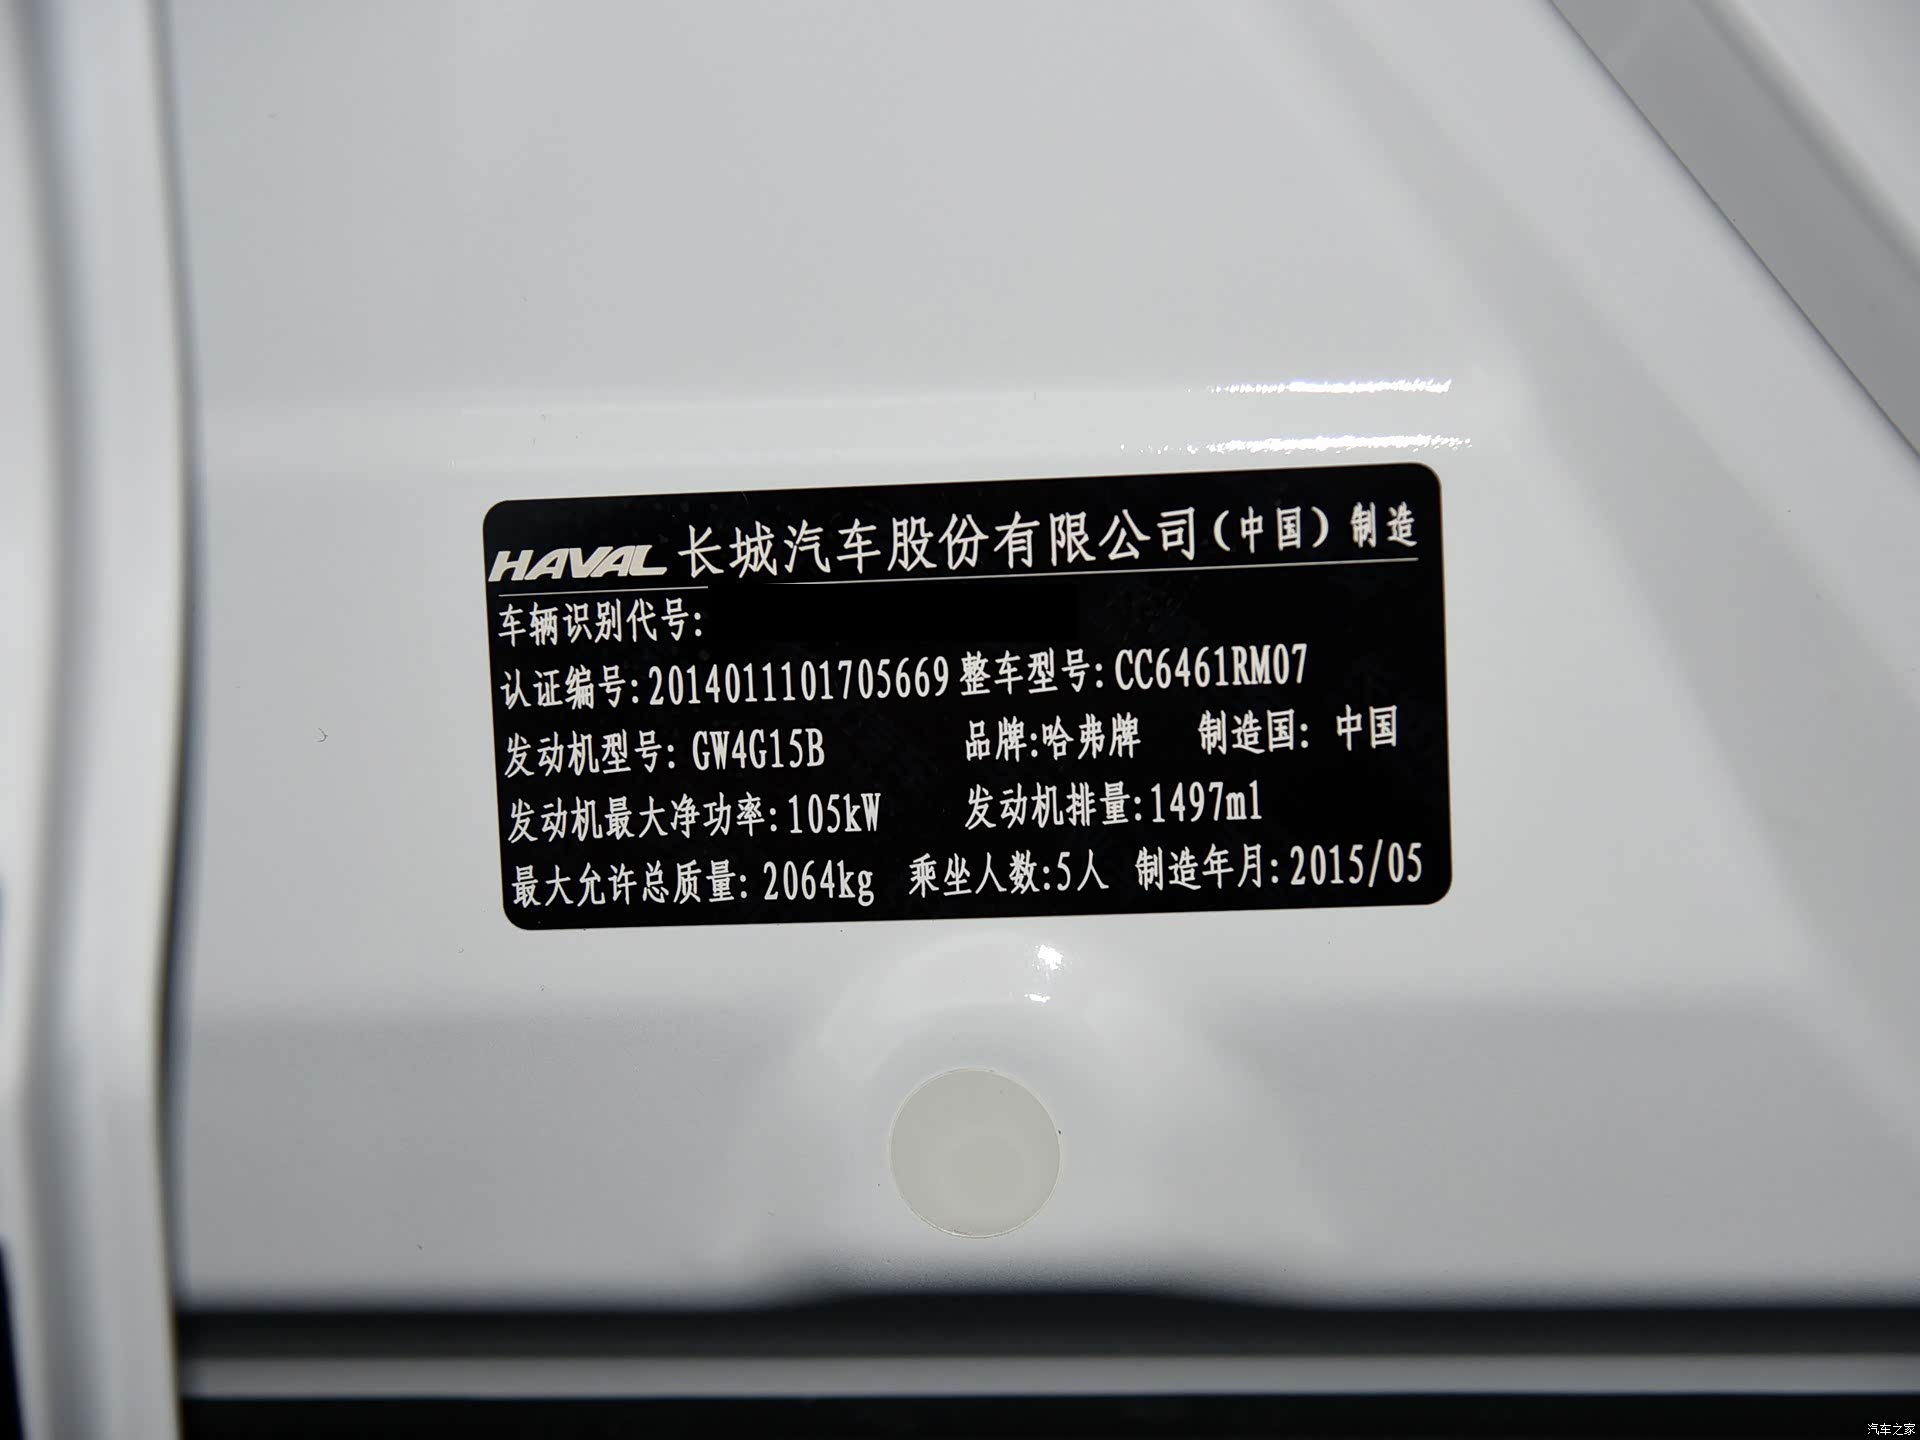 HAVAL 长城汽车股份有限公司(中国)制造
车辆识别代号:
认证编号:2014011101705669 整车型号:CC6461RM07
发动机型号: GW4G15B 品牌:哈弗牌 制造国: 中国
发动机最大净功率:105kW 发动机排量:1497ml
最大允许总质量: 2064kg 乘坐人数:5人 制造年月:2015/05
汽车之家